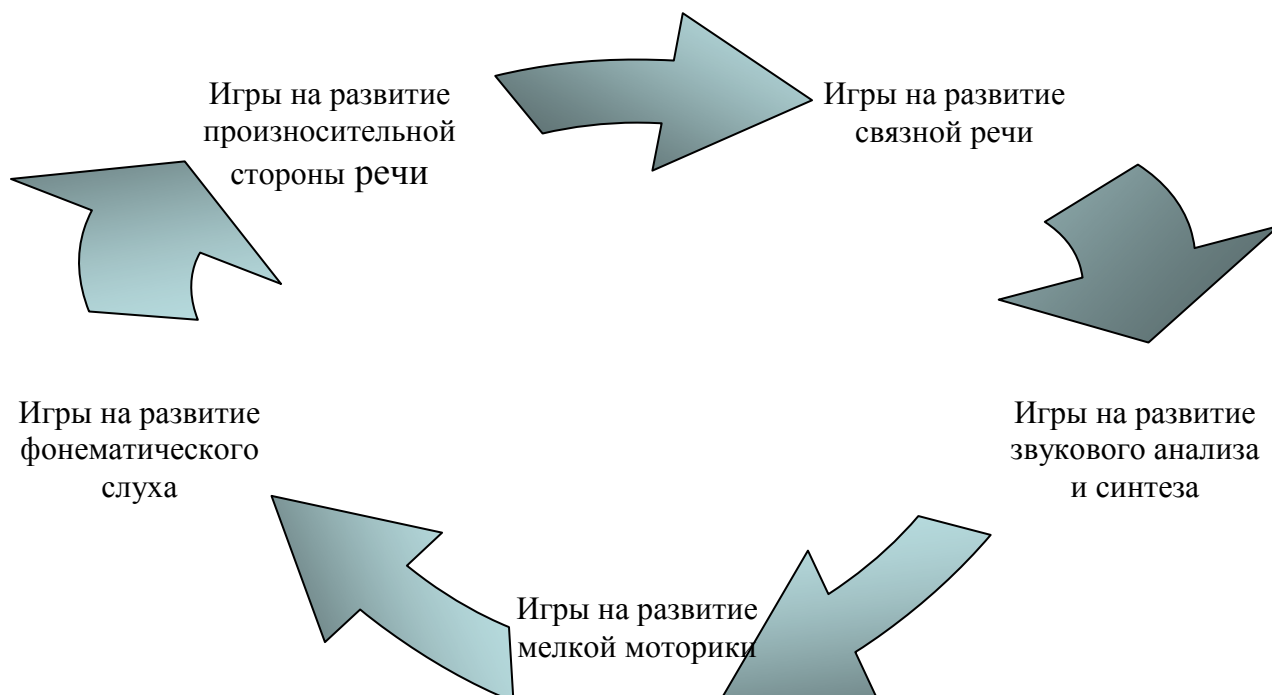 Игры на развитие
произносительной
стороны речи
Игры на развитие
связной речи
Игры на развитие
фонематического
слуха
Игры на развитие
звукового анализа
и синтеза
Игры на развитие
мелкой моторики